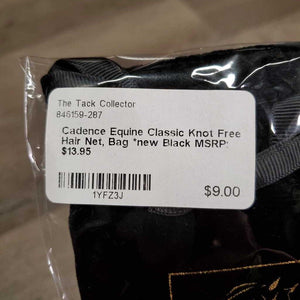 The Tack Collector
846159-287
Cadence Equine Classic Knot Free
Hair Net, Bag *new Black MSRP:
$13.95
$9.00
1YFZ3J